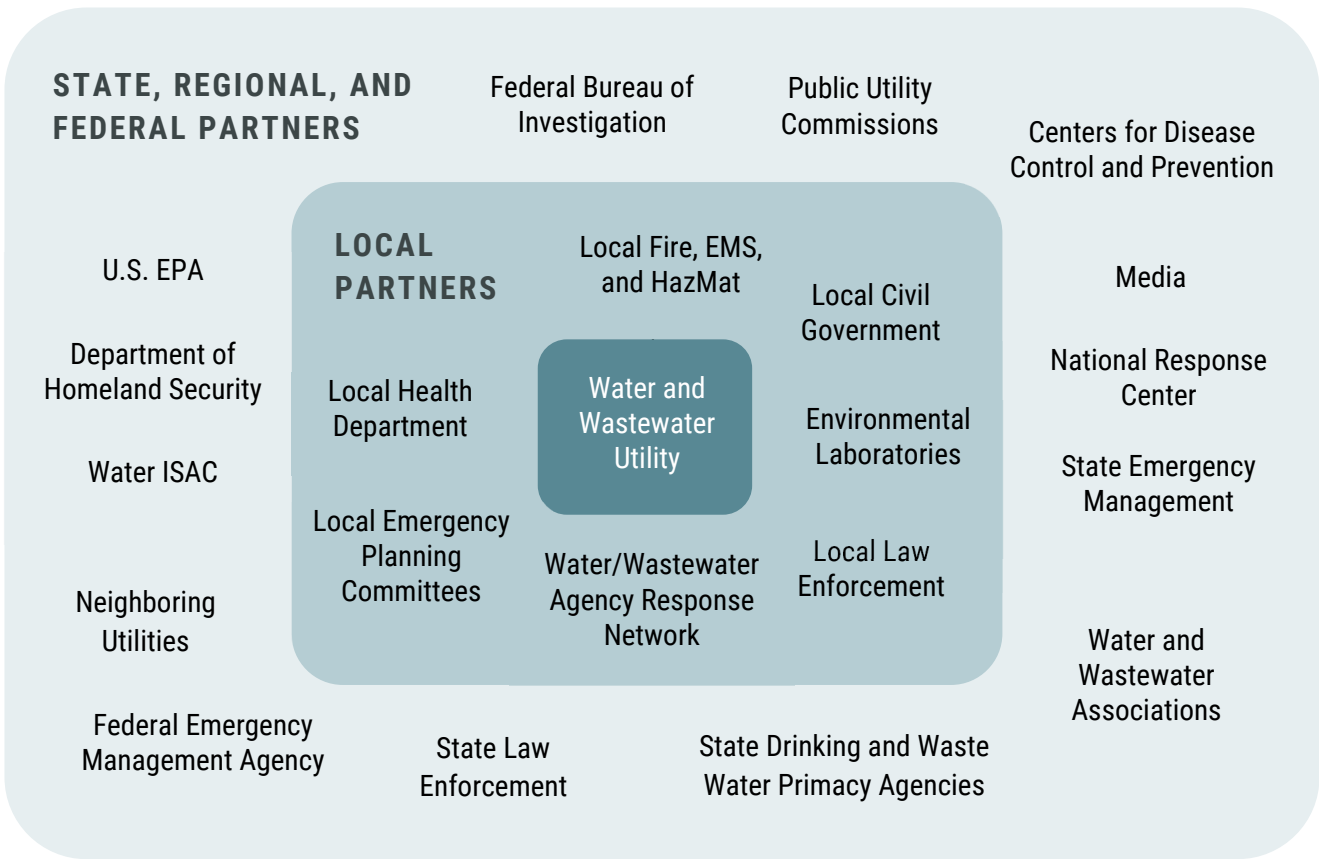 STATE, REGIONAL, AND
FEDERAL PARTNERS
Federal Bureau of
Investigation
Public Utility
Commissions
Centers for Disease
Control and Prevention
U.S. EPA
Department of
Homeland Security
Water ISAC
Neighboring
Utilities
Federal Emergency
Management Agency
State Law
Enforcement
State Drinking and Waste
Water Primacy Agencies
Media
National Response
Center
State Emergency
Management
Water and
Wastewater
Associations
LOCAL
PARTNERS
Local Fire, EMS,
and HazMat
Local Civil
Government
Local Health
Department
Environmental
Laboratories
Local Emergency
Planning
Committees
Water/Wastewater
Agency Response
Network
Local Law
Enforcement
Water and
Wastewater
Utility